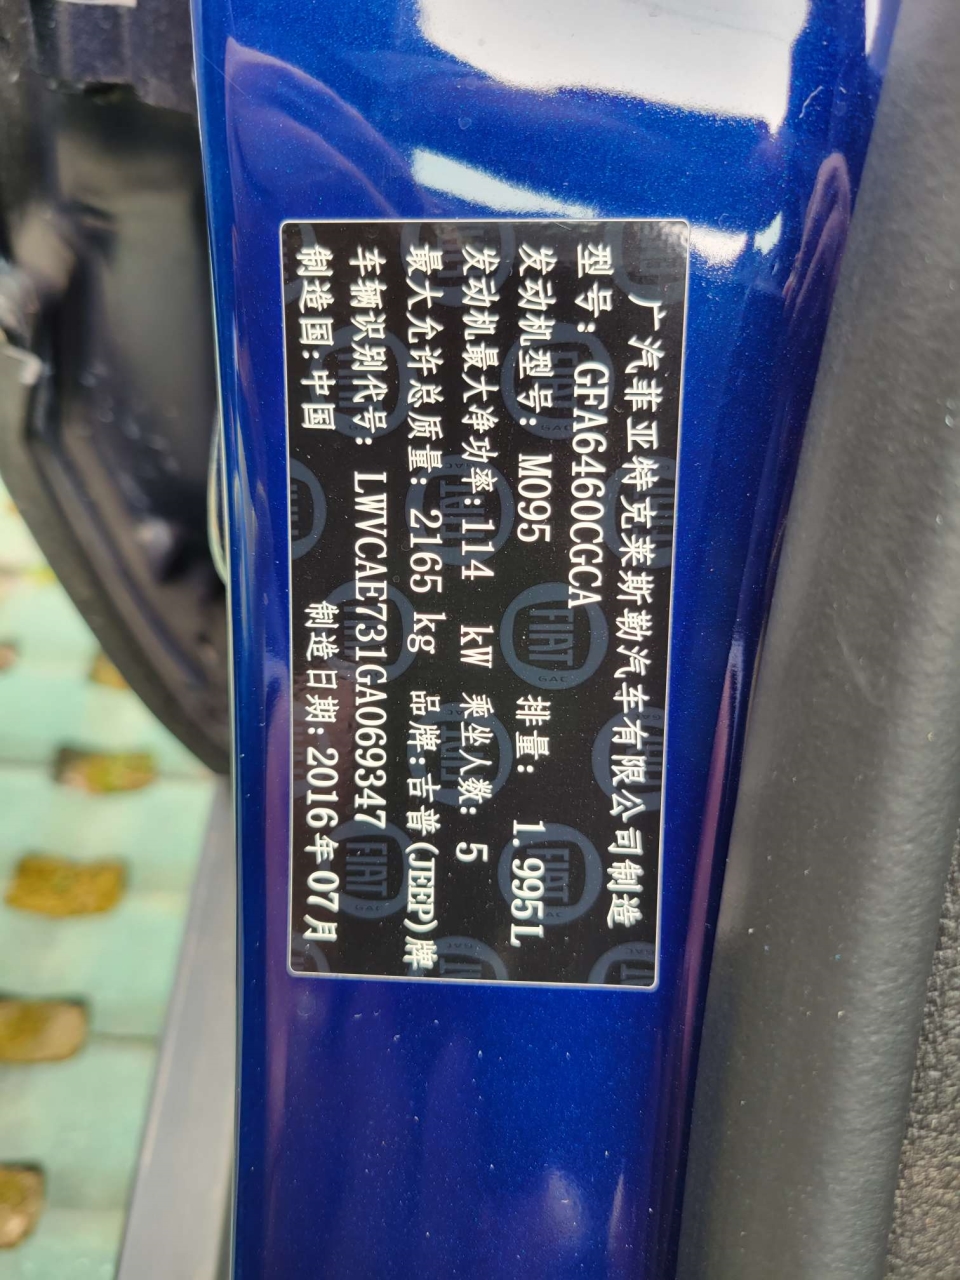 广汽菲亚特克莱斯勒汽车有限公司制造
型号: GFA6460CGCA
发动机型号: M095 排量: 1.995L
发动机最大净功率:114 kW 乘坐人数: 5
最大允许总质量: 2165 kg 品牌:吉普(JEEP)牌
车辆识别代号: LWVCAE731GA069347
制造国:中国 制造日期:2016年07月